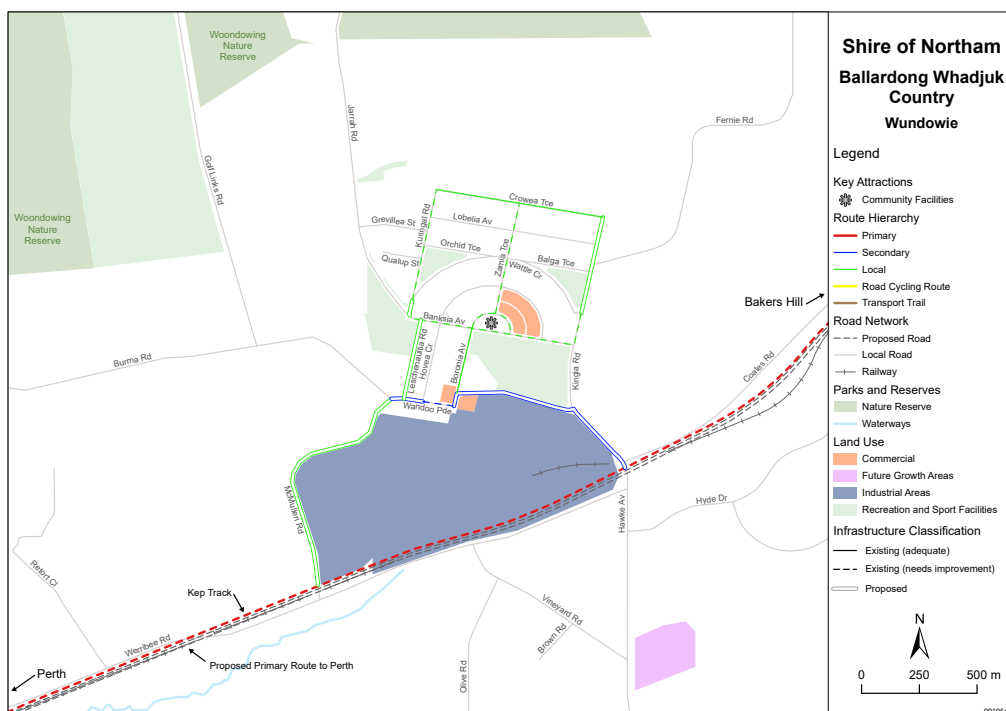 Woondowing
Nature
Reserve
Woondowing
Nature
Reserve
Golf Links Rd
Jarrah Rd
Fernie Rd
Crowea Tce
Kuringal Rd
Grevillea St
Lobelia Av
Orchid Tce
Qualup St
Zamia Tce
Wattle Cr
Balga Tce
Banksia Av
Leschenaultia Rd
Hovea Cr
Boronia Av
Kinga Rd
Wandoo Pde
Burma Rd
Bakers Hill
Coates Rd
McMullen Rd
Hawke Av
Hyde Dr
Retort Cl
Kep Track
Werribee Rd
Proposed Primary Route to Perth
Perth
Vineyard Rd
Brown Rd
Olive Rd
Shire of Northam
Ballardong Whadjuk
Country
Wundowie
Legend
Key Attractions
Community Facilities
Route Hierarchy
Primary
Secondary
Local
Road Cycling Route
Transport Trail
Road Network
Proposed Road
Local Road
Railway
Parks and Reserves
Nature Reserve
Waterways
Land Use
Commercial
Future Growth Areas
Industrial Areas
Recreation and Sport Facilities
Infrastructure Classification
Existing (adequate)
Existing (needs improvement)
Proposed
N
0 250 500 m